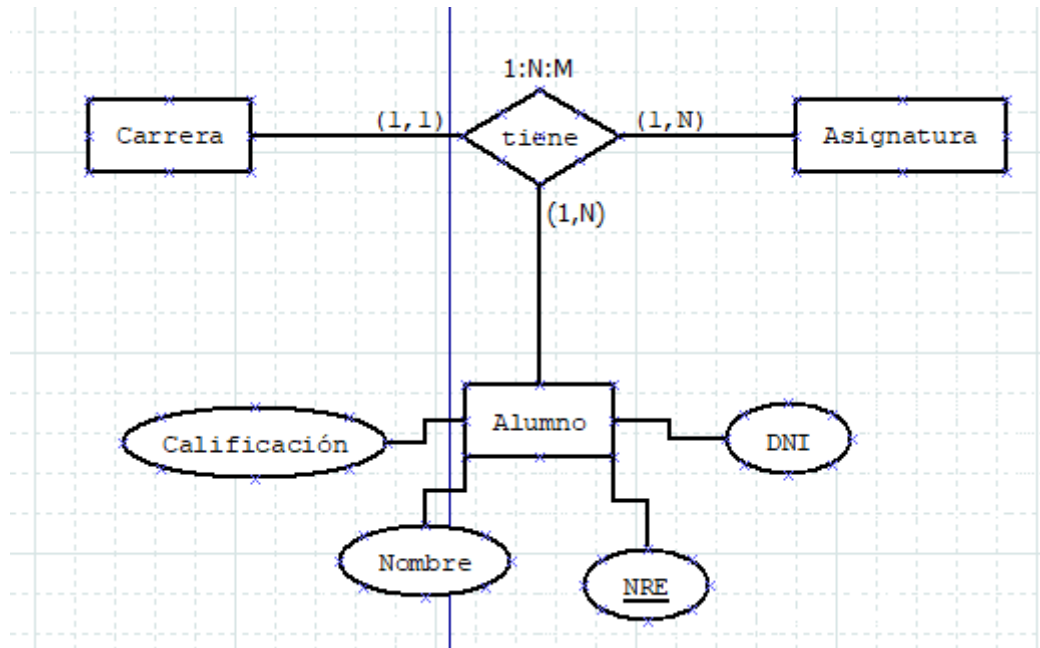 1:N:M
Carrera
(1,1)
tiene
(1,N)
Asignatura
(1,N)
Alumno
Calificación
DNI
Nombre
NRE